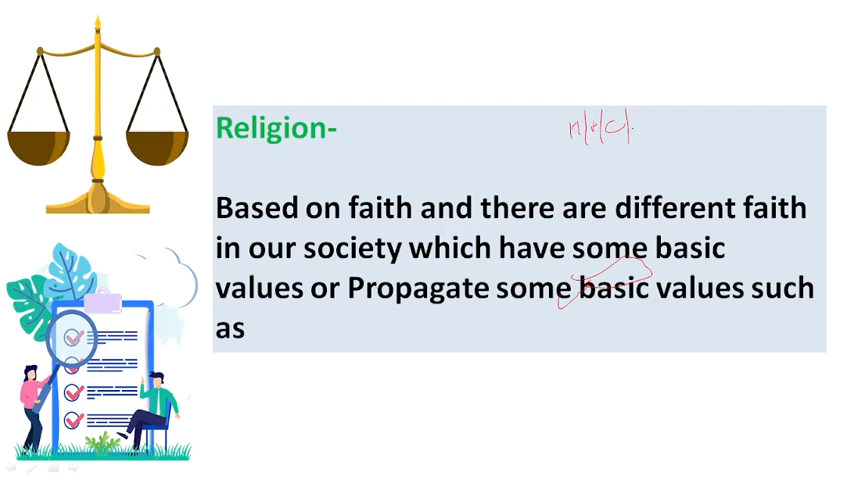 Religion-
Based on faith and there are different faith
in our society which have some basic
values or Propagate some basic values such
as